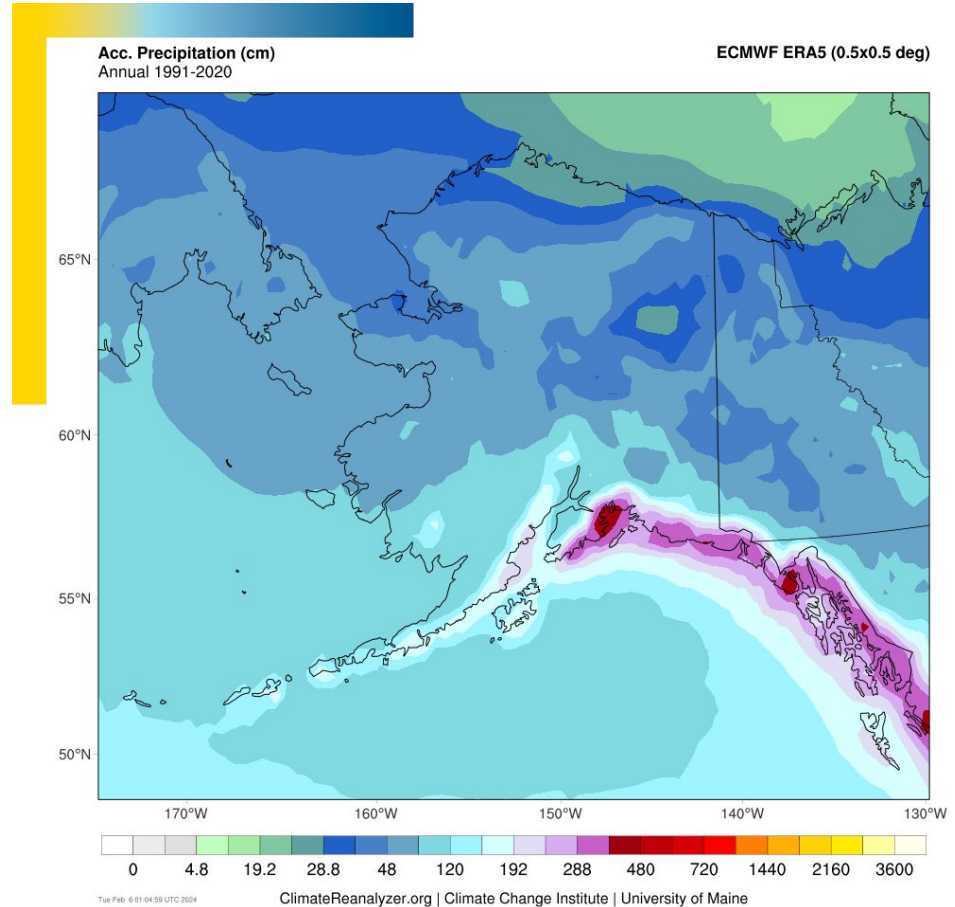 Acc. Precipitation (cm)
Annual 1991-2020
ECMWF ERA5 (0.5x0.5 deg)
65°N
60°N
55°N
50°N
170°W
160°W
150°W
140°W
130°W
0 4.8 19.2 28.8 48 120 192 288 480 720 1440 2160 3600
Tue Feb 6 01:04:59 UTC 2024
ClimateReanalyzer.org | Climate Change Institute | University of Maine